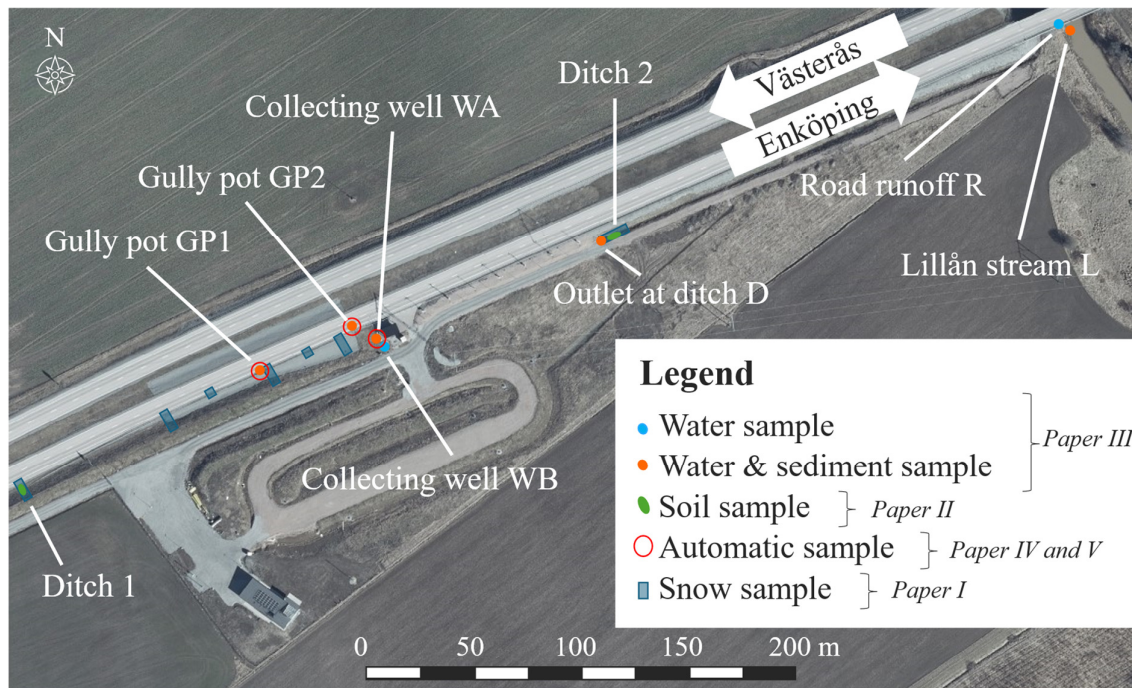 N
Västerås
Enköping
Ditch 2
Collecting well WA
Gully pot GP2
Gully pot GP1
Road runoff R
Lillån stream L
Outlet at ditch D
Collecting well WB
Ditch 1
Legend
Water sample
Water & sediment sample
Paper III
Soil sample
Paper II
Automatic sample
Paper IV and V
Snow sample
Paper I
0 50 100 150 200 m